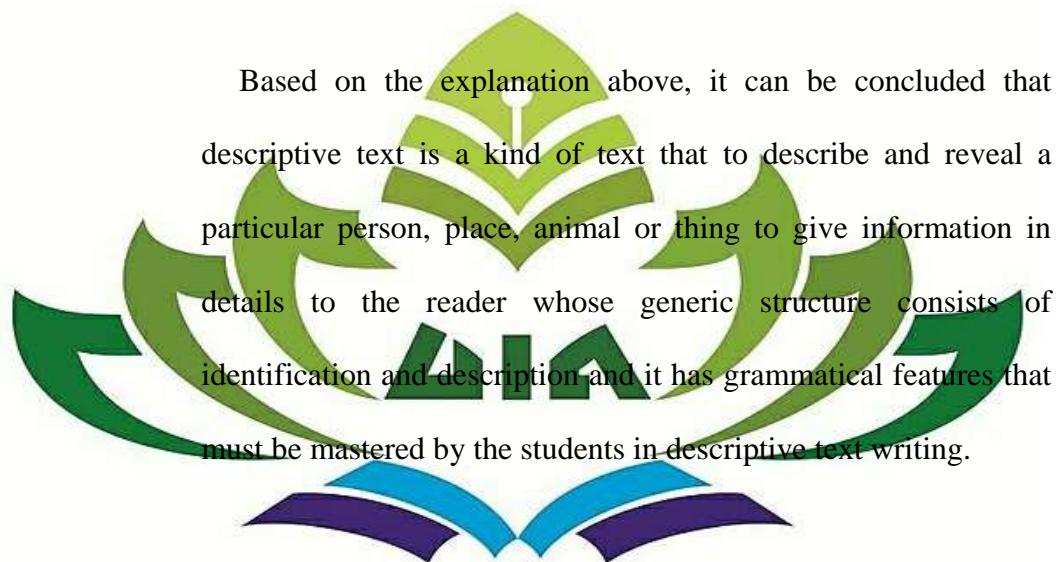 Based on the explanation above, it can be concluded that
descriptive text is a kind of text that to describe and reveal a
particular person, place, animal or thing to give information in
details to the reader whose generic structure consists of
identification and description and it has grammatical features that
must be mastered by the students in descriptive text writing.